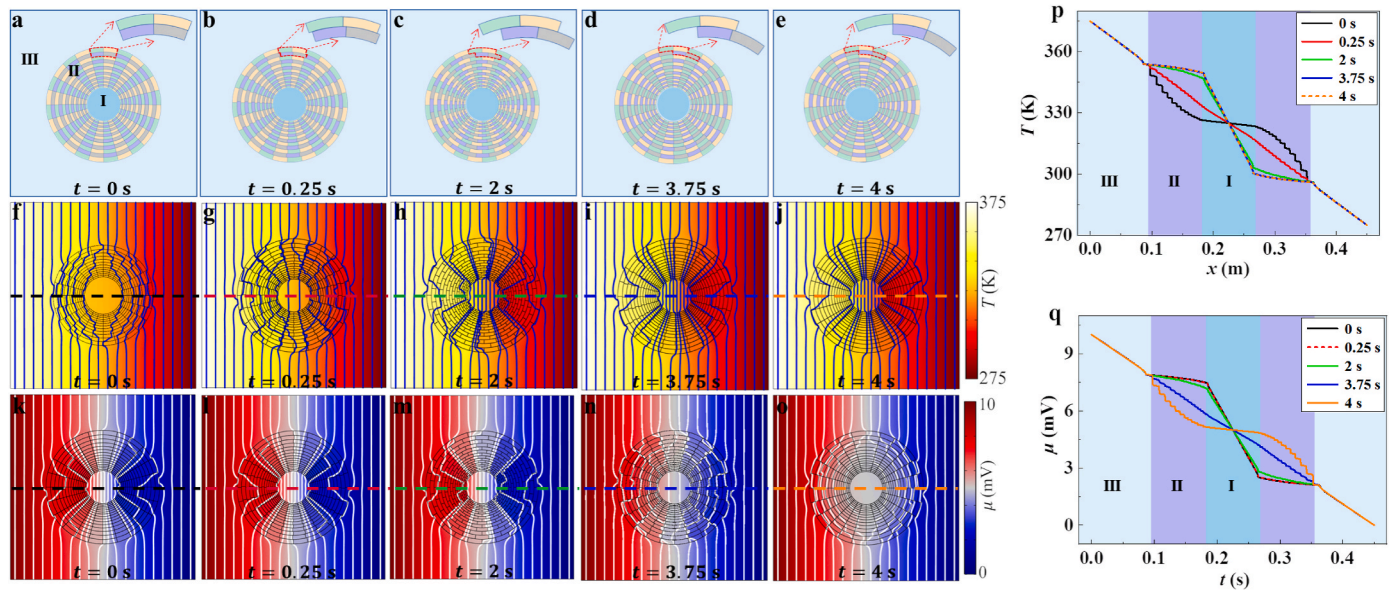 a
b
c
d
e
III
II
I
t = 0 s
t = 0.25 s
t = 2 s
t = 3.75 s
t = 4 s
f
g
h
i
j
t = 0 s
t = 0.25 s
t = 2 s
t = 3.75 s
t = 4 s
375
T (K)
275
k
l
m
n
o
t = 0 s
t = 0.25 s
t = 2 s
t = 3.75 s
t = 4 s
10
μ (mV)
0
p
0 s
0.25 s
2 s
3.75 s
4 s
360
330
300
270
T (K)
III
II
I
0.0 0.1 0.2 0.3 0.4
x (m)
q
0 s
0.25 s
2 s
3.75 s
4 s
9
6
3
0
μ (mV)
III
II
I
0.0 0.1 0.2 0.3 0.4
t (s)